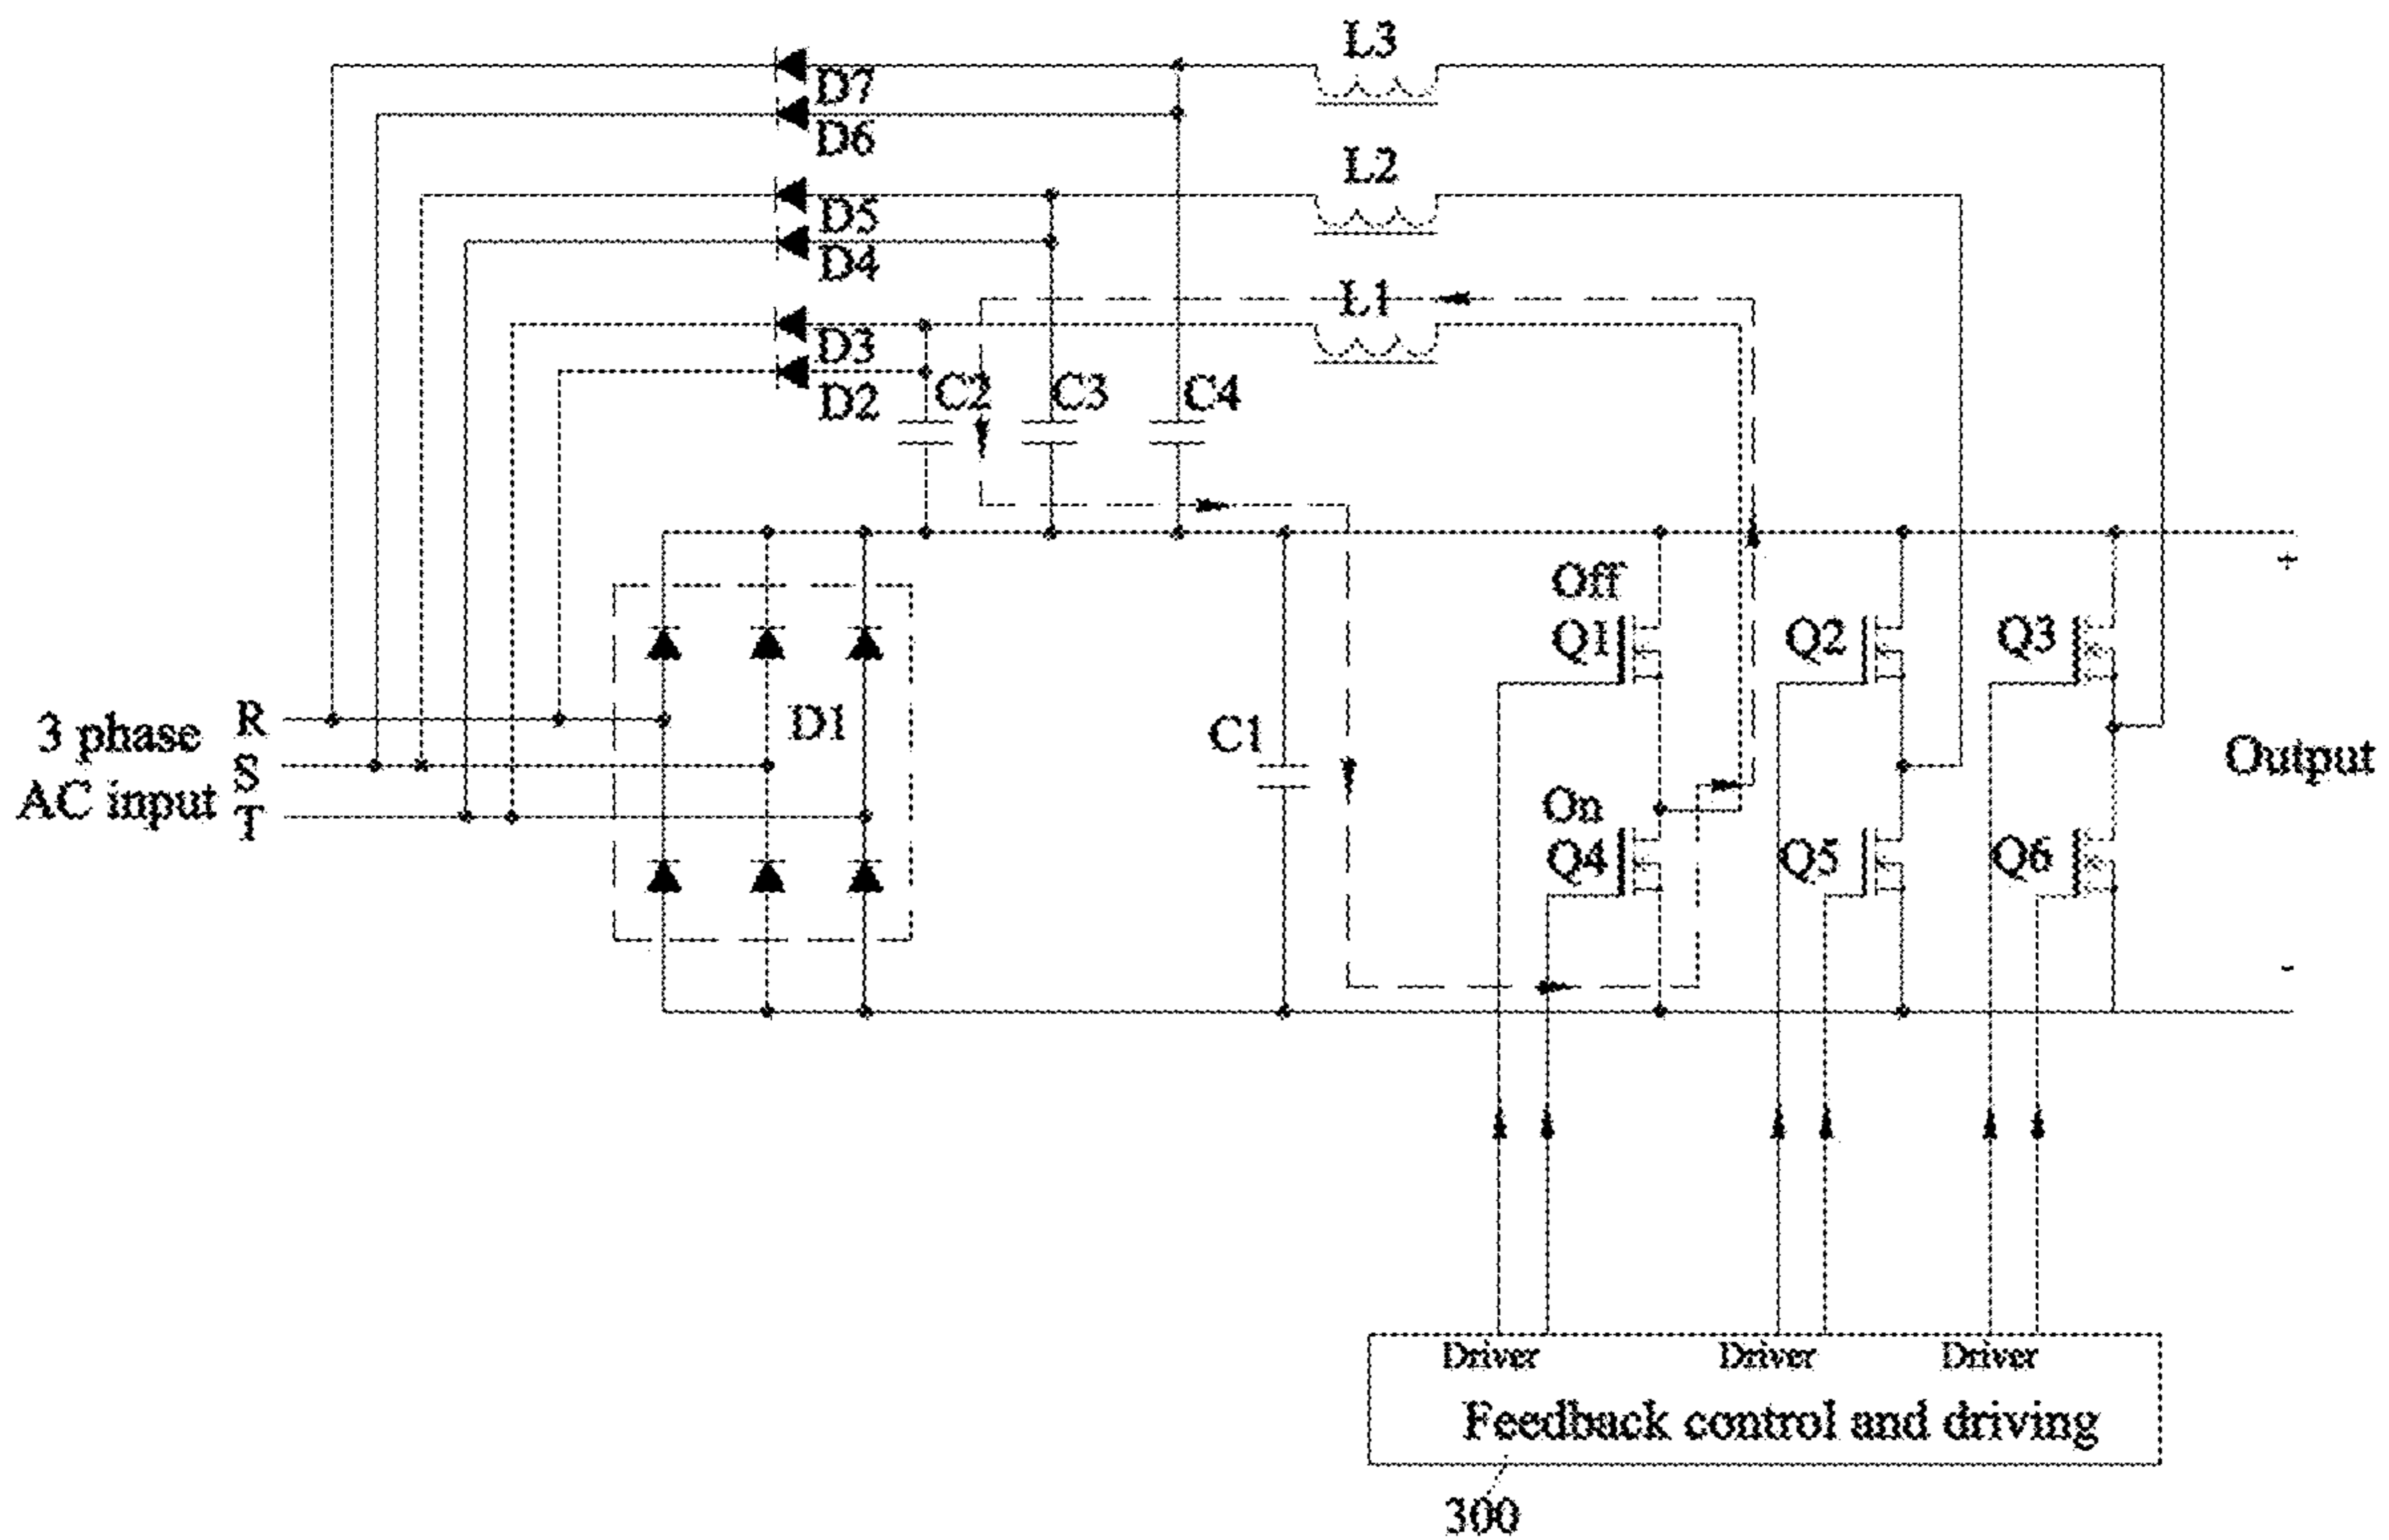 L3
D7
D6
L2
D5
D4
L1
D3
D2
C2
C3
C4
+
Off
Q1
Q2
Q3
3 phase
AC input
R
S
T
D1
C1
Output
On
Q4
Q5
Q6
-
Driver
Driver
Driver
Feedback control and driving
300